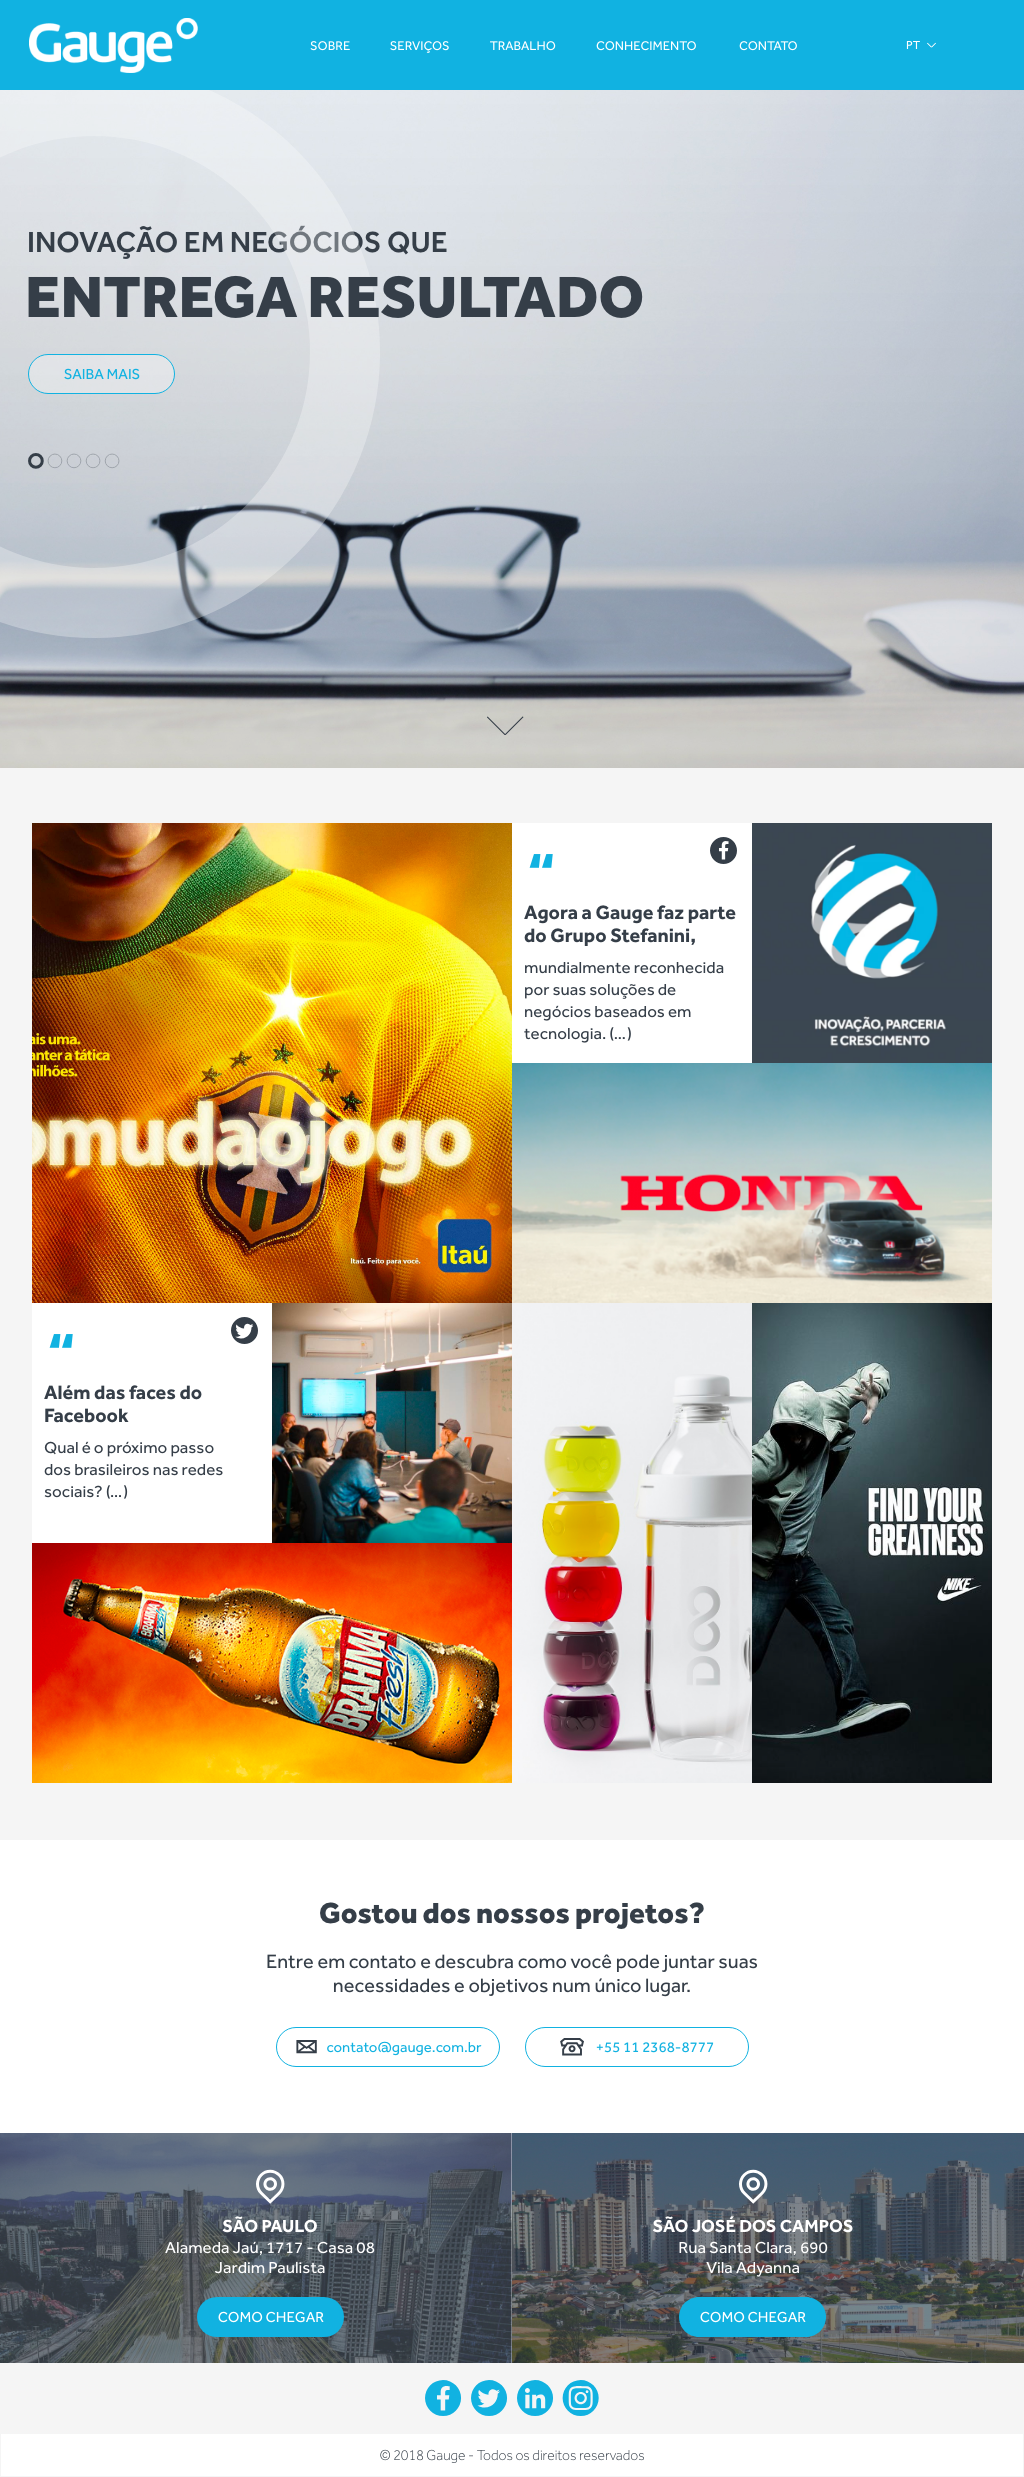 Gauge
SOBRE
SERVIÇOS
TRABALHO
CONHECIMENTO
CONTATO
PT
INOVAÇÃO EM NEGÓCIOS QUE
ENTREGA RESULTADO
SAIBA MAIS
ais uma.
anter a tática
milhões.
omudaojogo
Itaú. Feito para você.
Itaú
“
Agora a Gauge faz parte
do Grupo Stefanini,
mundialmente reconhecida
por suas soluções de
negócios baseados em
tecnologia. (...)
INOVAÇÃO, PARCERIA
E CRESCIMENTO
HONDA
“
Além das faces do
Facebook
Qual é o próximo passo
dos brasileiros nas redes
sociais? (...)
BRAHMA
Fresh
BRAHMA
Fresh
FIND YOUR
GREATNESS
NIKE
Gostou dos nossos projetos?
Entre em contato e descubra como você pode juntar suas
necessidades e objetivos num único lugar.
contato@gauge.com.br
+55 11 2368-8777
SÃO PAULO
Alameda Jaú, 1717 - Casa 08
Jardim Paulista
COMO CHEGAR
SÃO JOSÉ DOS CAMPOS
Rua Santa Clara, 690
Vila Adyanna
COMO CHEGAR
© 2018 Gauge - Todos os direitos reservados